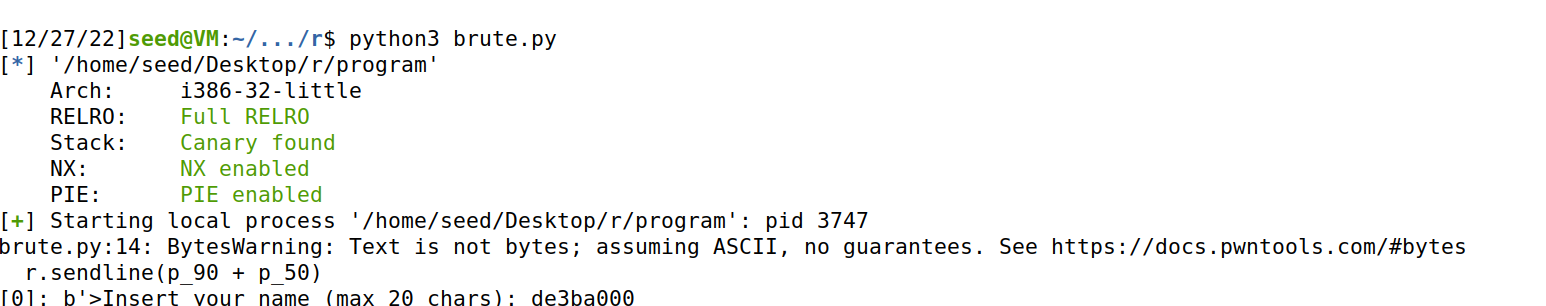 [12/27/22]seed@VM:~/.../r$ python3 brute.py
[*] '/home/seed/Desktop/r/program'
    Arch:     i386-32-little
    RELRO:    Full RELRO
    Stack:    Canary found
    NX:       NX enabled
    PIE:      PIE enabled
[+] Starting local process '/home/seed/Desktop/r/program': pid 3747
brute.py:14: BytesWarning: Text is not bytes; assuming ASCII, no guarantees. See https://docs.pwntools.com/#bytes
  r.sendline(p_90 + p_50)
[0]: b'>Insert your name (max 20 chars): de3ba000